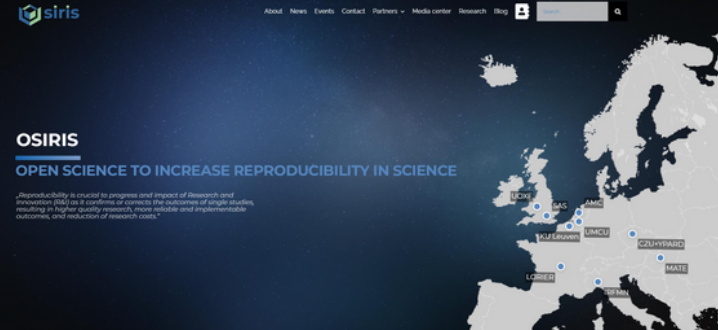 siris
About News Events Contact Partners Media center Research Blog
OSIRIS
OPEN SCIENCE TO INCREASE REPRODUCIBILITY IN SCIENCE
„Reproducibility is crucial to progress and impact of Research and
Innovation (R&I) as it confirms or corrects the outcomes of single studies,
resulting in higher quality research, more reliable and implementable
outcomes, and reduction of research costs.“
UOXF
SAS
AMC
KU Leuven
UMCU
CZU+YPARD
MATE
LORIER